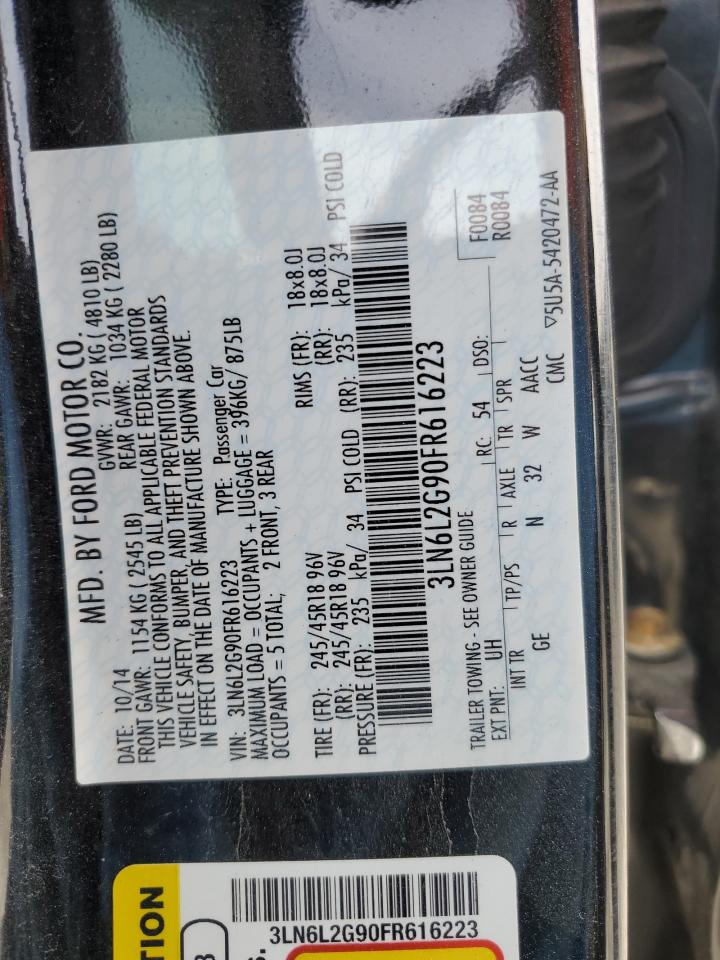 MFD. BY FORD MOTOR CO.
DATE: 10/14 GVWR: 2182 KG ( 4810 LB)
FRONT GAWR: 1154 KG ( 2545 LB) REAR GAWR: 1034 KG ( 2280 LB)
THIS VEHICLE CONFORMS TO ALL APPLICABLE FEDERAL MOTOR
VEHICLE SAFETY, BUMPER, AND THEFT PREVENTION STANDARDS
IN EFFECT ON THE DATE OF MANUFACTURE SHOWN ABOVE.
VIN: 3LN6L2G90FR616223 TYPE: Passenger Car
MAXIMUM LOAD = OCCUPANTS + LUGGAGE = 396KG/ 875LB
OCCUPANTS = 5 TOTAL; 2 FRONT, 3 REAR
TIRE (FR): 245/45R18 96V RIMS (FR): 18x8.0J
(RR): 245/45R18 96V (RR): 18x8.0J
PRESSURE (FR): 235 kPa/ 34 PSI COLD (RR): 235 kPa/ 34 PSI COLD
3LN6L2G90FR616223
TRAILER TOWING - SEE OWNER GUIDE
EXT PNT: UH RC: 54 DSO: F0084
R0084
INT TR TP/PS R AXLE TR SPR
GE N 32 W AACC
CMC ▽5U5A-5420472-AA
TION
3LN6L2G90FR616223